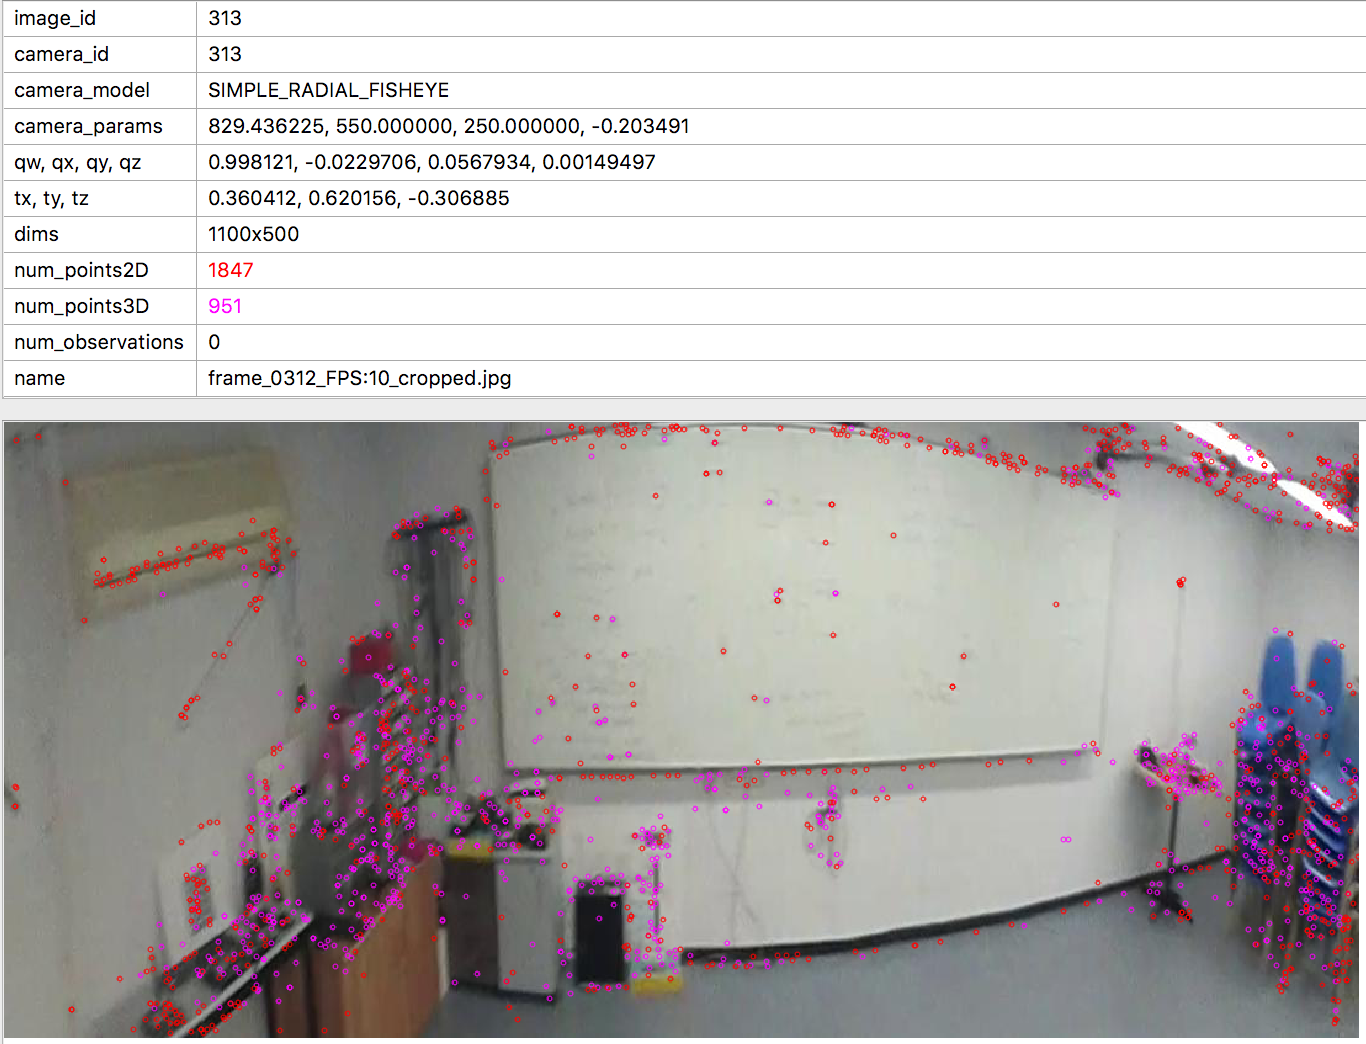 image_id 313
camera_id 313
camera_model SIMPLE_RADIAL_FISHEYE
camera_params 829.436225, 550.000000, 250.000000, -0.203491
qw, qx, qy, qz 0.998121, -0.0229706, 0.0567934, 0.00149497
tx, ty, tz 0.360412, 0.620156, -0.306885
dims 1100x500
num_points2D 1847
num_points3D 951
num_observations 0
name frame_0312_FPS:10_cropped.jpg